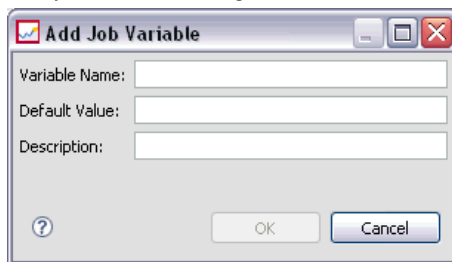 Add Job Variable
Variable Name:
Default Value:
Description:
? OK Cancel